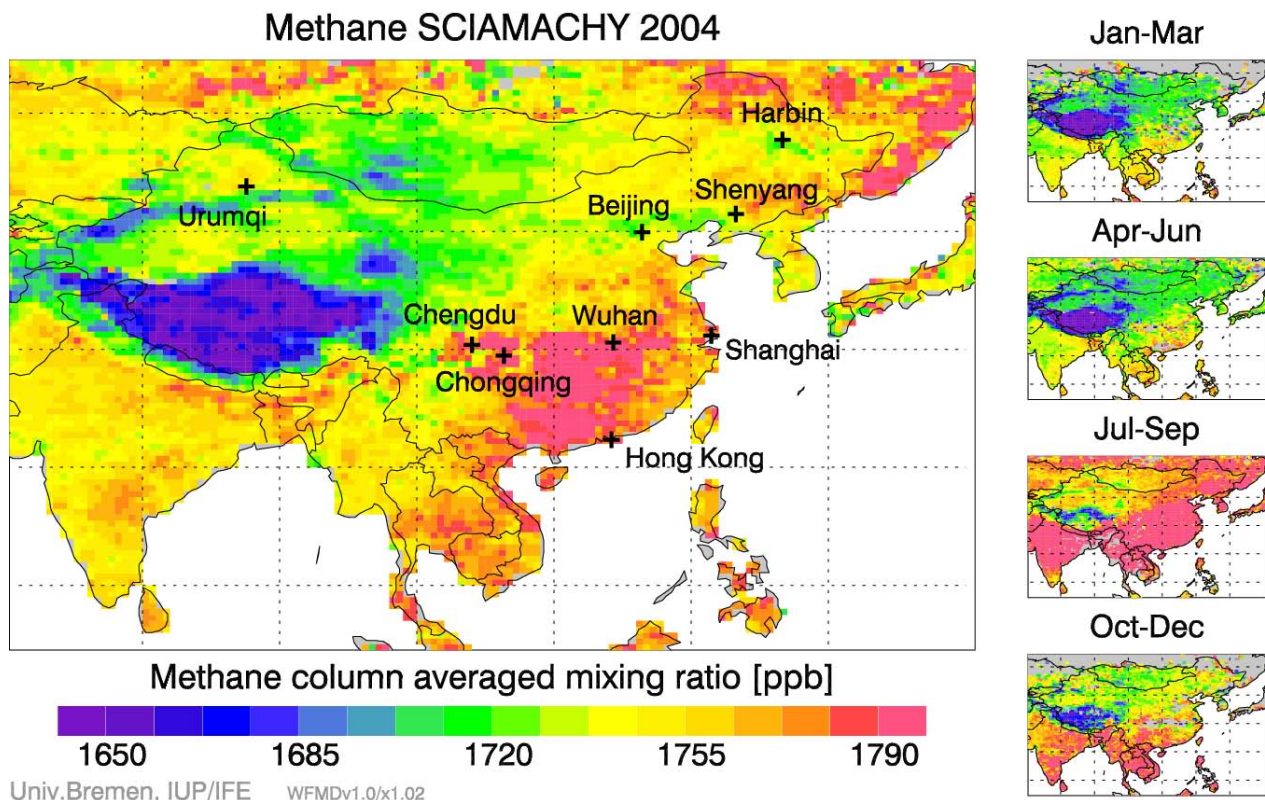 Methane SCIAMACHY 2004
Harbin
Shenyang
Urumqi
Beijing
Chengdu
Wuhan
Shanghai
Chongqing
Hong Kong
Methane column averaged mixing ratio [ppb]
1650 1685 1720 1755 1790
Univ.Bremen, IUP/IFE WFMDv1.0/x1.02
Jan-Mar
Apr-Jun
Jul-Sep
Oct-Dec